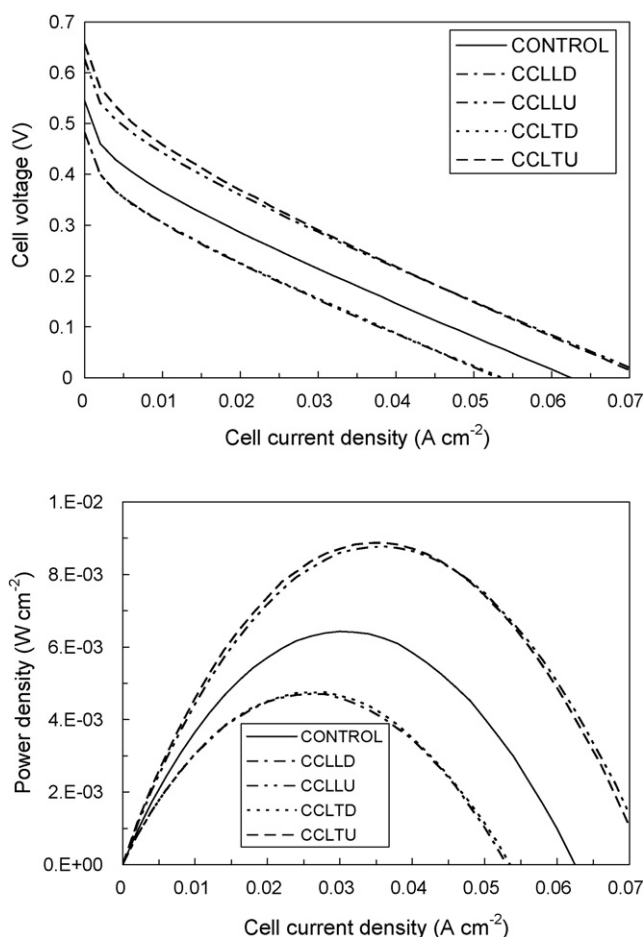 0.7
0.6
0.5
0.4
0.3
0.2
0.1
0
Cell voltage (V)
CONTROL
CCLLD
CCLLU
CCLTD
CCLTU
0 0.01 0.02 0.03 0.04 0.05 0.06 0.07
Cell current density (A cm-2)
1.E-02
8.E-03
6.E-03
4.E-03
2.E-03
0.E+00
Power density (W cm-2)
CONTROL
CCLLD
CCLLU
CCLTD
CCLTU
0 0.01 0.02 0.03 0.04 0.05 0.06 0.07
Cell current density (A cm-2)